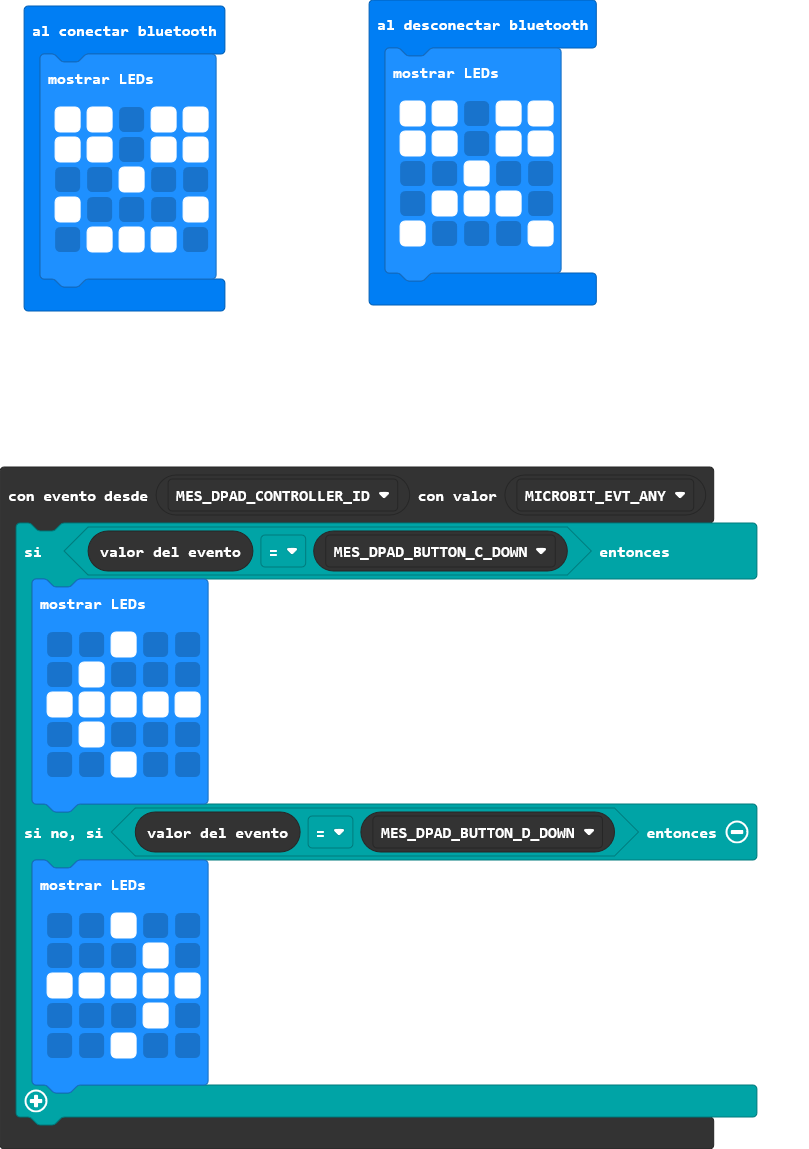 al conectar bluetooth
mostrar LEDs
al desconectar bluetooth
mostrar LEDs
con evento desde MES_DPAD_CONTROLLER_ID con valor MICROBIT_EVT_ANY
si valor del evento = MES_DPAD_BUTTON_C_DOWN entonces
mostrar LEDs
si no, si valor del evento = MES_DPAD_BUTTON_D_DOWN entonces
mostrar LEDs